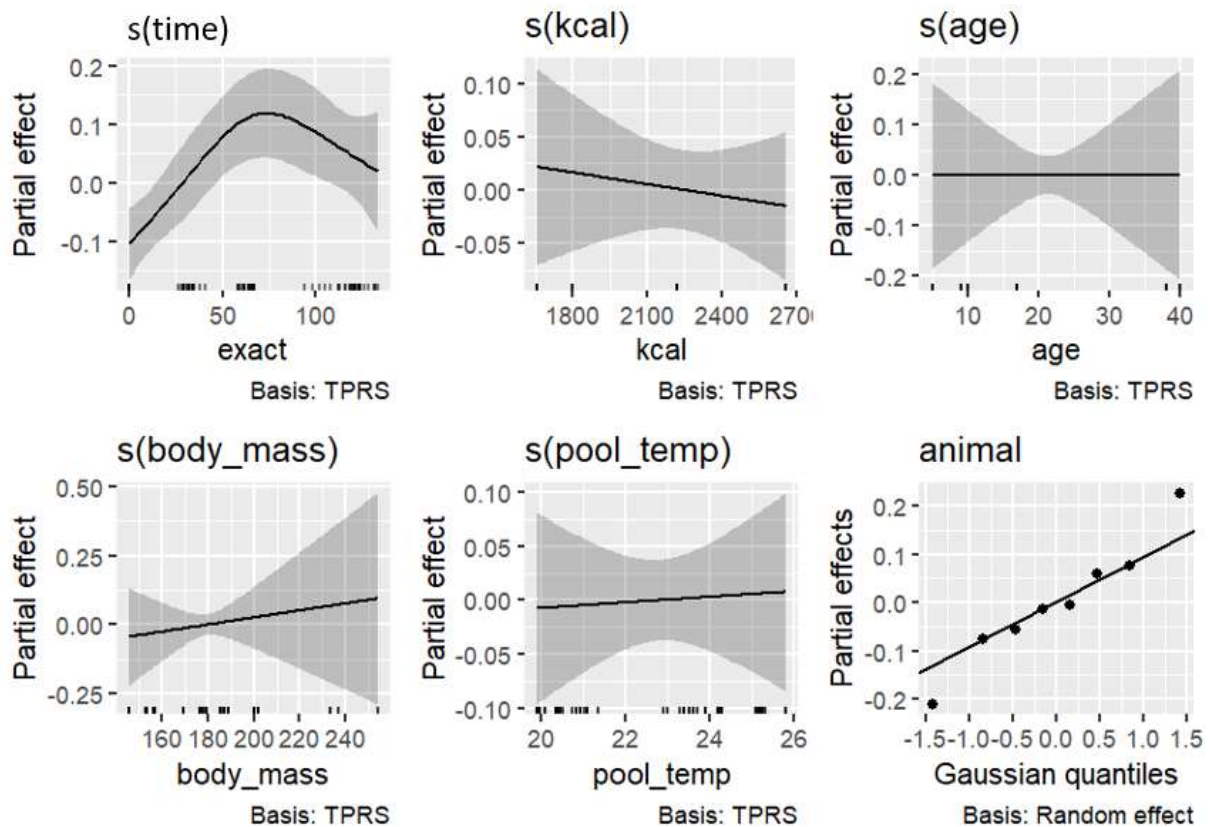 s(time)
Partial effect
0.2
0.1
0.0
-0.1
0 50 100
exact
Basis: TPRS
s(kcal)
Partial effect
0.10
0.05
0.00
-0.05
1800 2100 2400 2700
kcal
Basis: TPRS
s(age)
Partial effect
0.2
0.1
0.0
-0.1
-0.2
10 20 30 40
age
Basis: TPRS
s(body_mass)
Partial effect
0.50
0.25
0.00
-0.25
160 180 200 220 240
body_mass
Basis: TPRS
s(pool_temp)
Partial effect
0.10
0.05
0.00
-0.05
-0.10
20 22 24 26
pool_temp
Basis: TPRS
animal
Partial effects
0.2
0.1
0.0
-0.1
-0.2
-1.5 -1.0 -0.5 0.0 0.5 1.0 1.5
Gaussian quantiles
Basis: Random effect